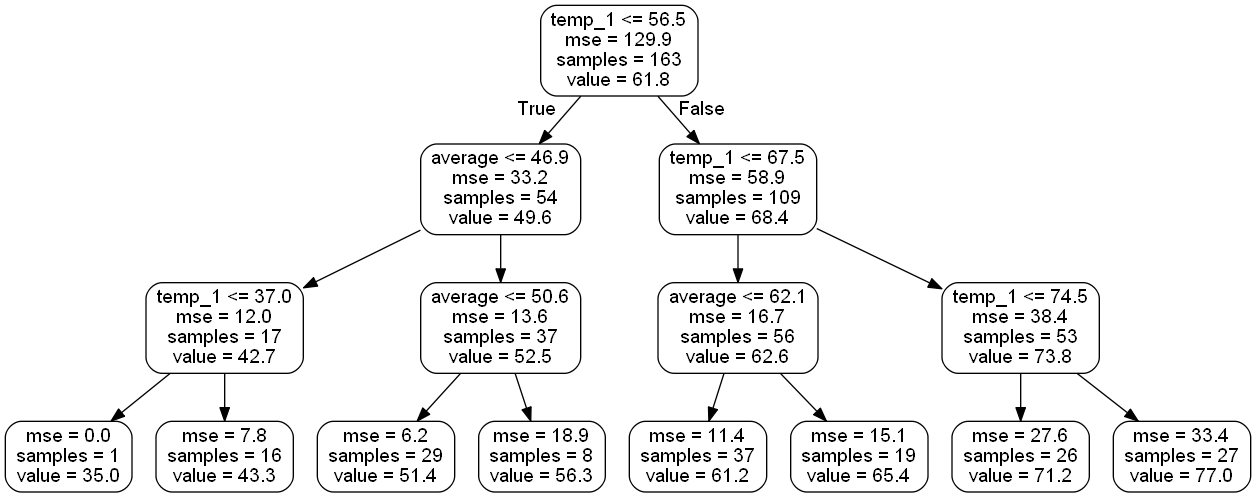 temp_1 <= 56.5
mse = 129.9
samples = 163
value = 61.8
True
False
average <= 46.9
mse = 33.2
samples = 54
value = 49.6
temp_1 <= 67.5
mse = 58.9
samples = 109
value = 68.4
temp_1 <= 37.0
mse = 12.0
samples = 17
value = 42.7
average <= 50.6
mse = 13.6
samples = 37
value = 52.5
average <= 62.1
mse = 16.7
samples = 56
value = 62.6
temp_1 <= 74.5
mse = 38.4
samples = 53
value = 73.8
mse = 0.0
samples = 1
value = 35.0
mse = 7.8
samples = 16
value = 43.3
mse = 6.2
samples = 29
value = 51.4
mse = 18.9
samples = 8
value = 56.3
mse = 11.4
samples = 37
value = 61.2
mse = 15.1
samples = 19
value = 65.4
mse = 27.6
samples = 26
value = 71.2
mse = 33.4
samples = 27
value = 77.0